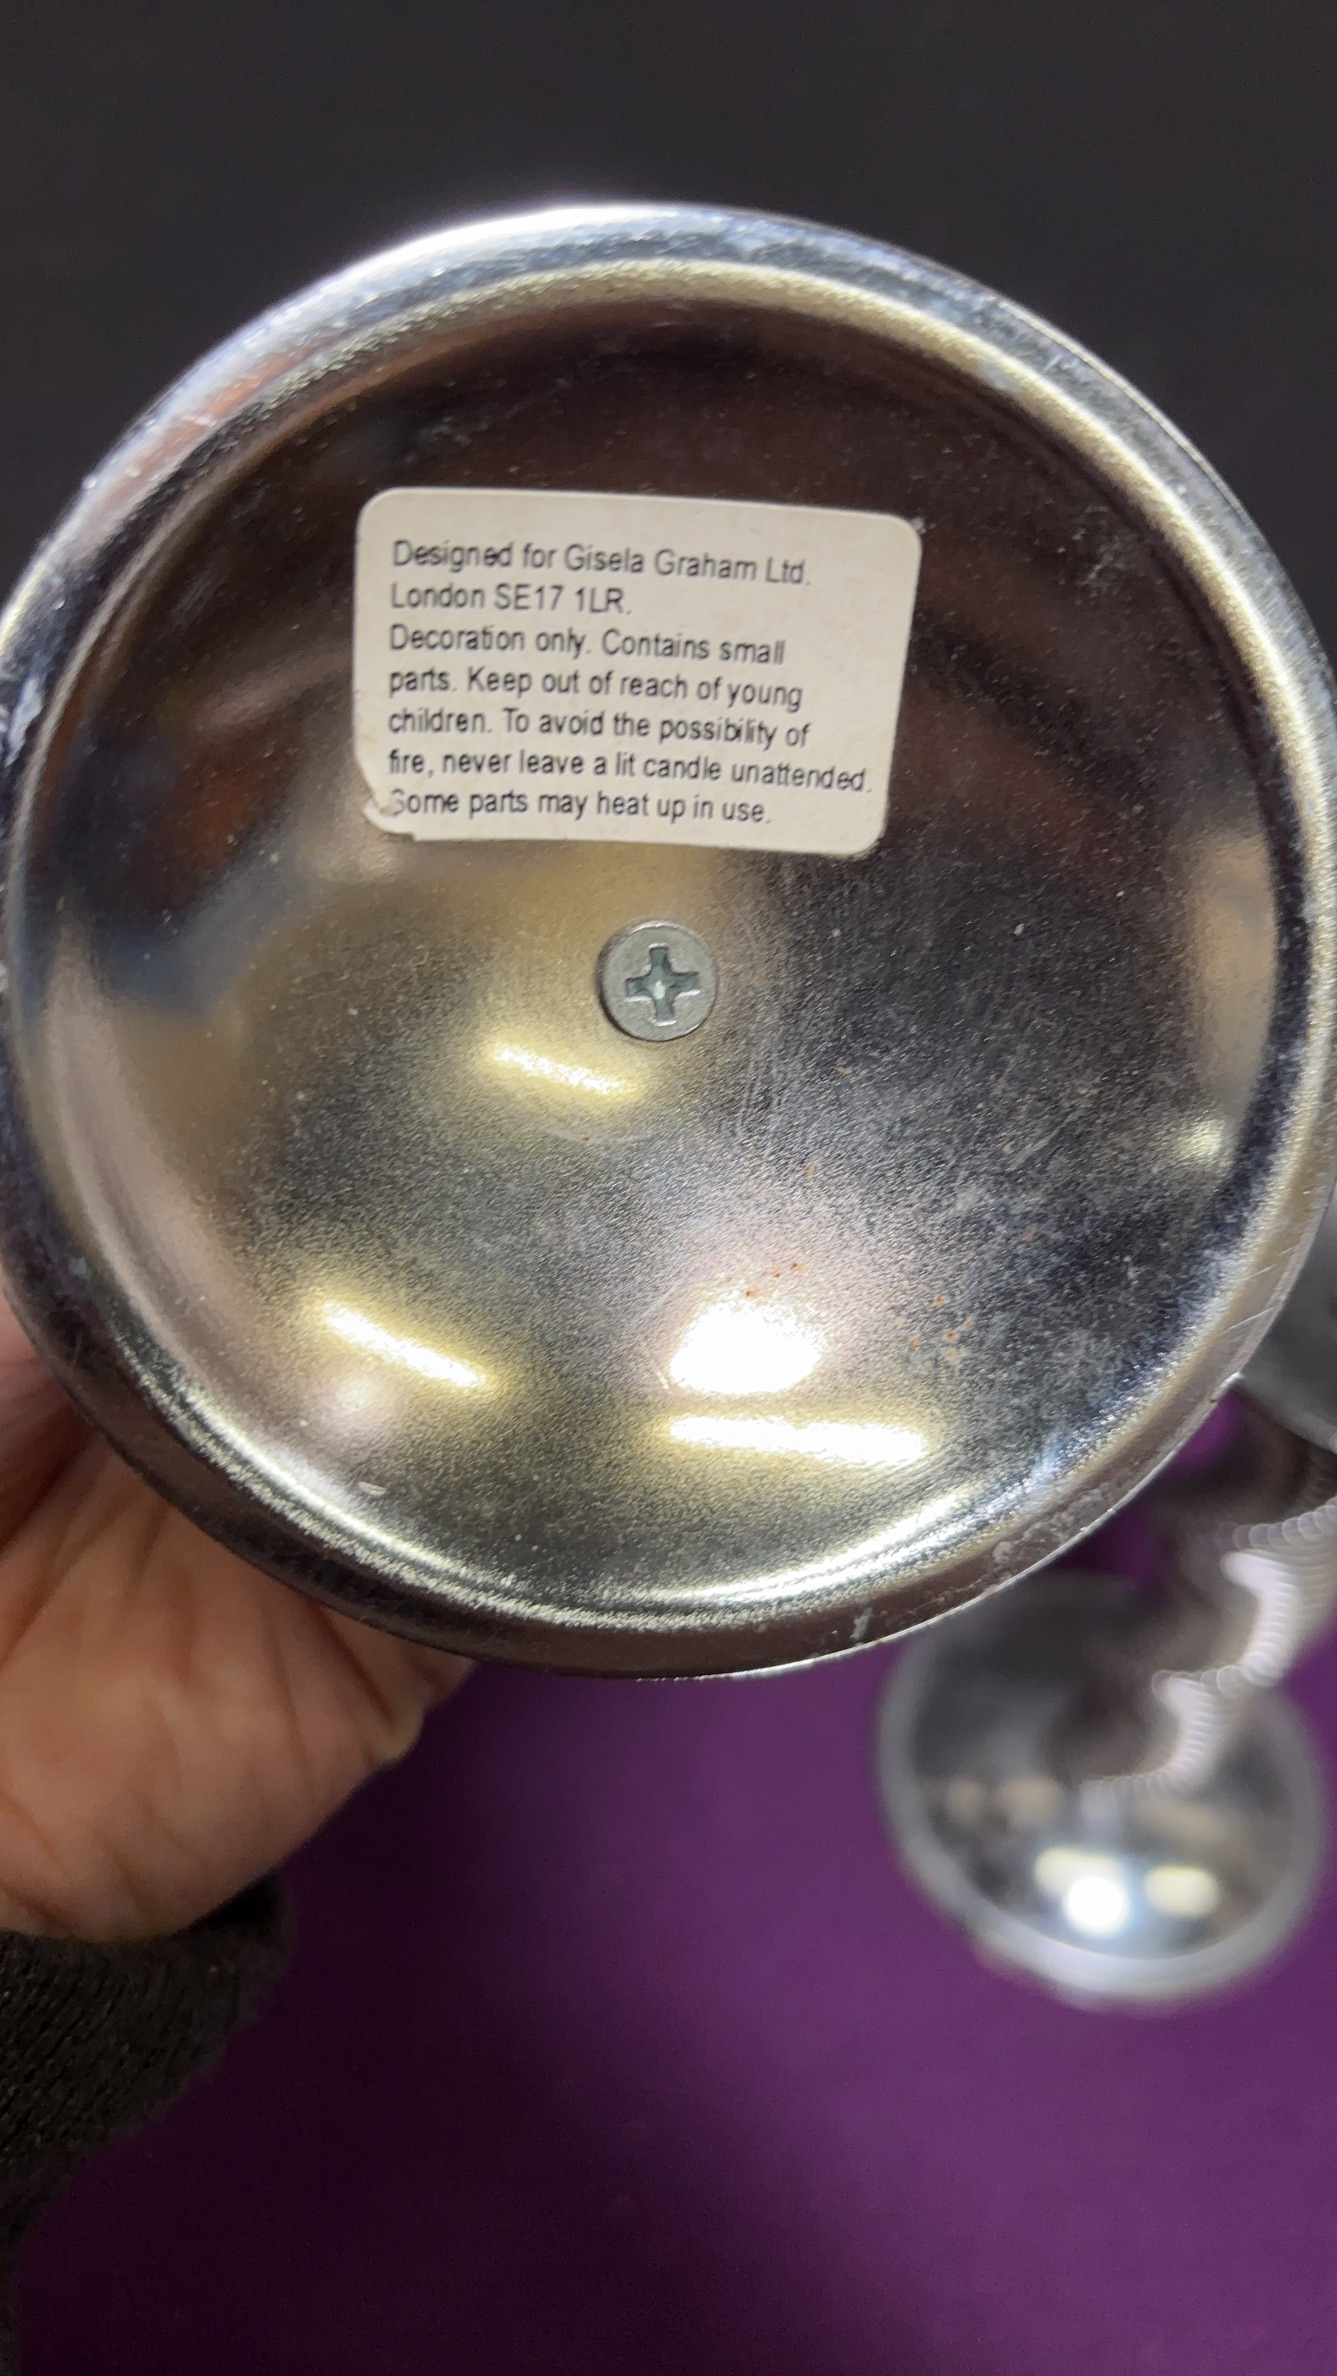 Designed for Gisela Graham Ltd.
London SE17 1LR.
Decoration only. Contains small
parts. Keep out of reach of young
children. To avoid the possibility of
fire, never leave a lit candle unattended.
Some parts may heat up in use.